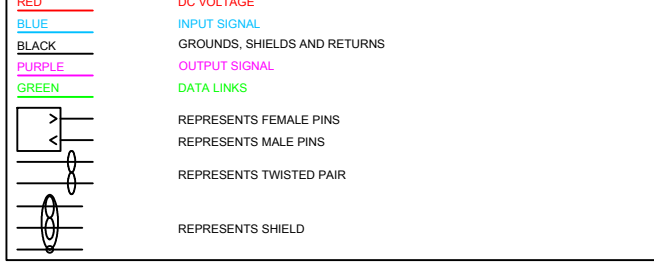 RED DC VOLTAGE
BLUE INPUT SIGNAL
BLACK GROUNDS, SHIELDS AND RETURNS
PURPLE OUTPUT SIGNAL
GREEN DATA LINKS
REPRESENTS FEMALE PINS
REPRESENTS MALE PINS
REPRESENTS TWISTED PAIR
REPRESENTS SHIELD